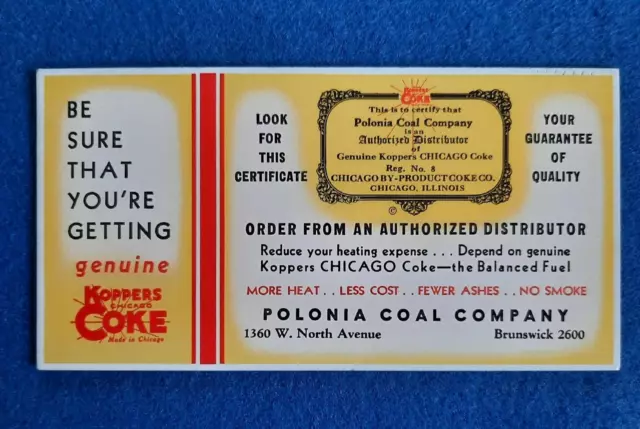 BE
SURE
THAT
YOU'RE
GETTING
genuine
KOPPERS
CHICAGO
COKE
Made in Chicago
LOOK
FOR
THIS
CERTIFICATE
KOPPERS
COKE
This is to certify that
Polonia Coal Company
is an
Authorized Distributor
of
Genuine Koppers CHICAGO Coke
Reg. No. 8
CHICAGO BY-PRODUCT COKE CO.
CHICAGO, ILLINOIS
©
YOUR
GUARANTEE
OF
QUALITY
ORDER FROM AN AUTHORIZED DISTRIBUTOR
Reduce your heating expense . . . Depend on genuine
Koppers CHICAGO Coke—the Balanced Fuel
MORE HEAT . . LESS COST . . FEWER ASHES . . NO SMOKE
POLONIA COAL COMPANY
1360 W. North Avenue Brunswick 2600